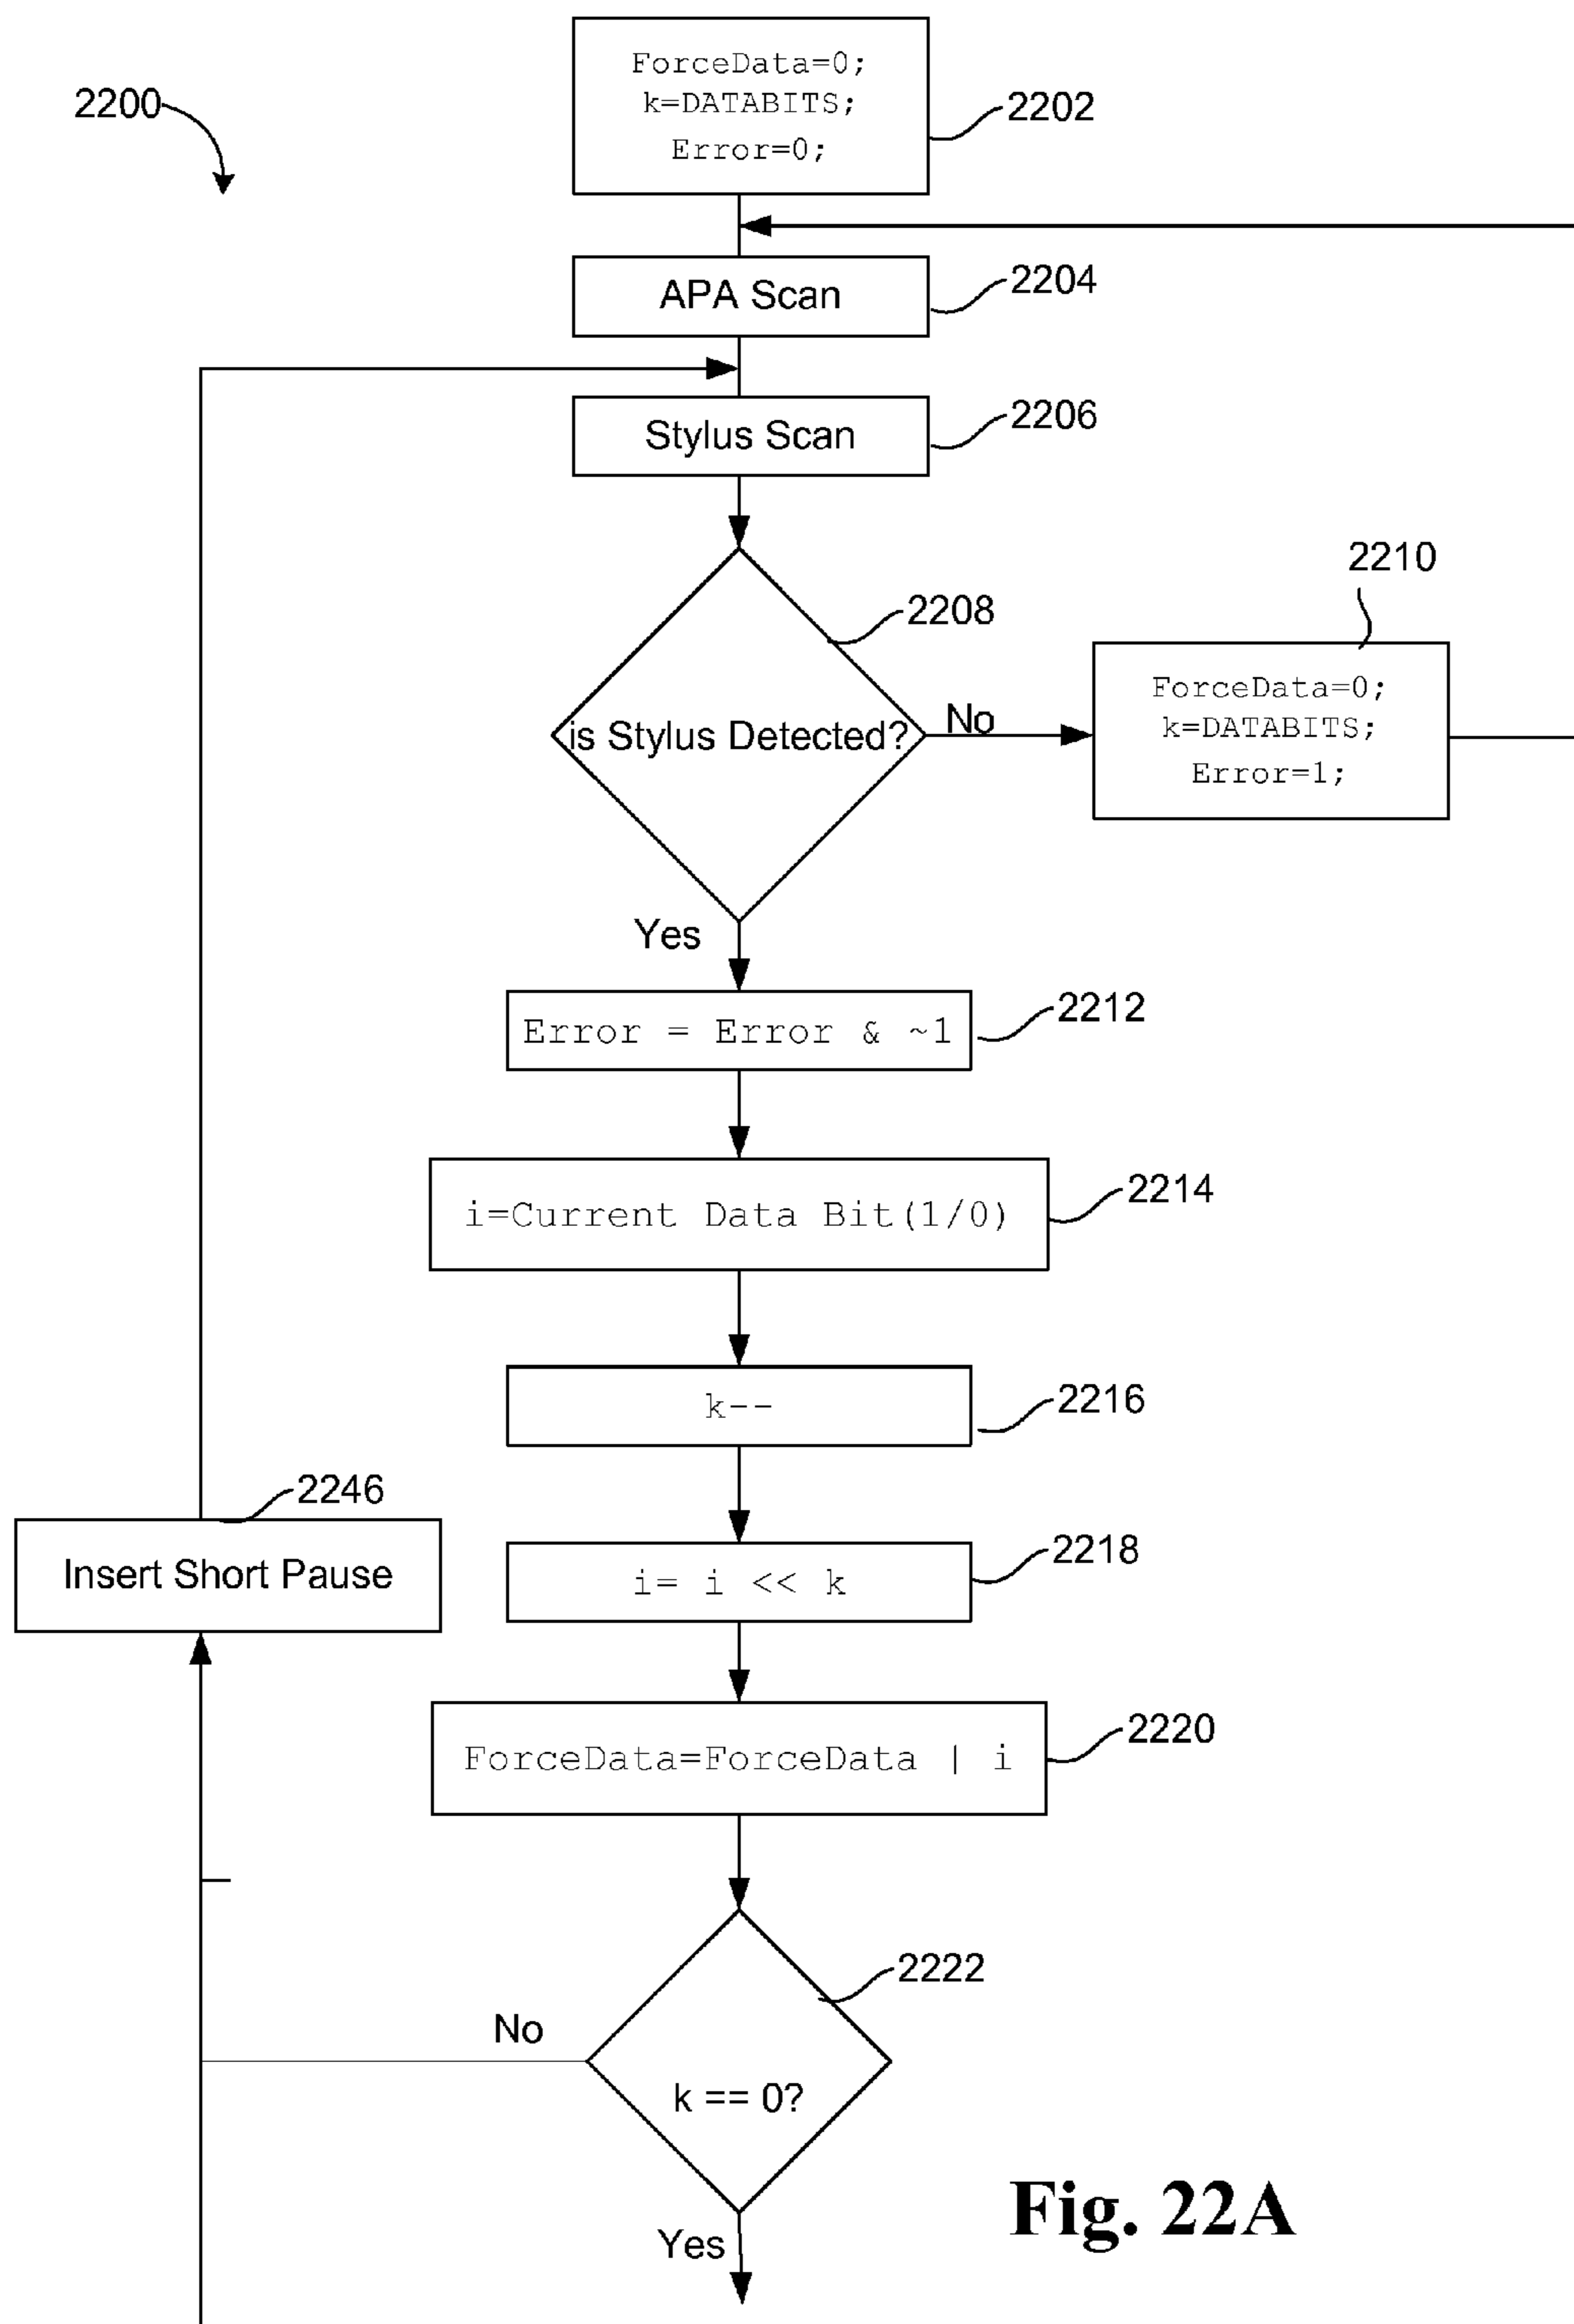 ForceData=0;
k=DATABITS;
Error=0;
2200
2202
APA Scan
2204
Stylus Scan
2206
2208
is Stylus Detected?
No
2210
ForceData=0;
k=DATABITS;
Error=1;
Yes
Error = Error & ~1
2212
i=Current Data Bit(1/0)
2214
k--
2216
2246
Insert Short Pause
i= i << k
2218
ForceData=ForceData | i
2220
2222
No
k == 0?
Yes
Fig. 22A